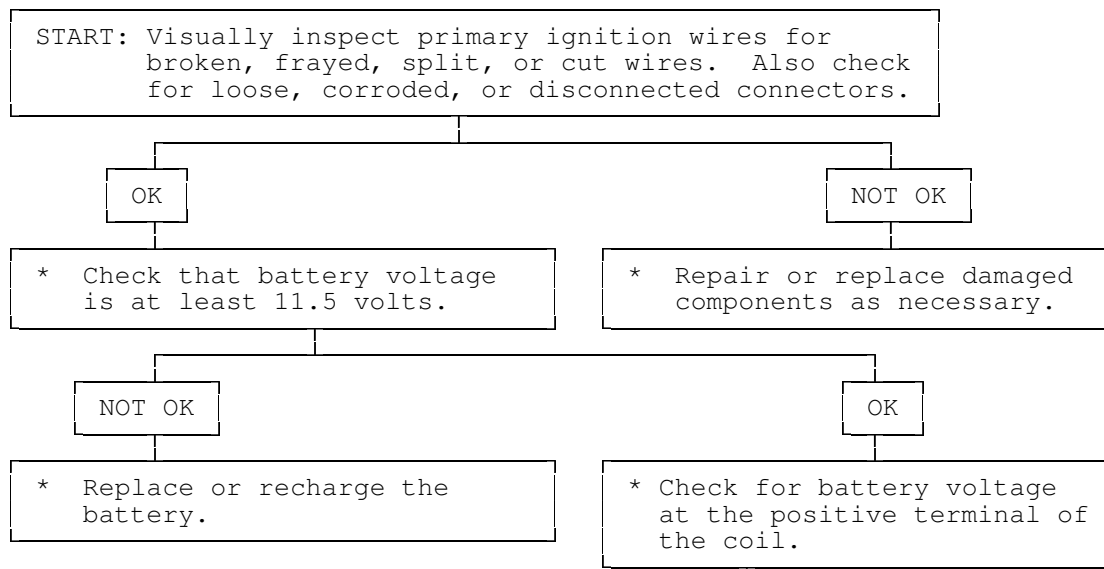 START: Visually inspect primary ignition wires for
broken, frayed, split, or cut wires. Also check
for loose, corroded, or disconnected connectors.
OK
NOT OK
* Check that battery voltage
is at least 11.5 volts.
* Repair or replace damaged
components as necessary.
NOT OK
OK
* Replace or recharge the
battery.
* Check for battery voltage
at the positive terminal of
the coil.